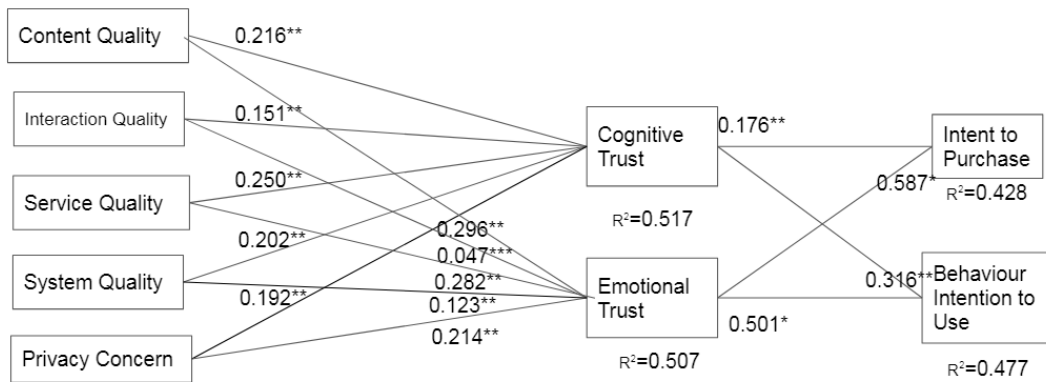 Content Quality
0.216**
Interaction Quality
0.151**
Service Quality
0.250**
System Quality
0.202**
Privacy Concern
0.192**
0.296**
0.047***
0.282**
0.123**
0.214**
Cognitive
Trust
R²=0.517
Emotional
Trust
R²=0.507
0.176**
0.587*
0.316**
0.501*
Intent to
Purchase
R²=0.428
Behaviour
Intention to
Use
R²=0.477